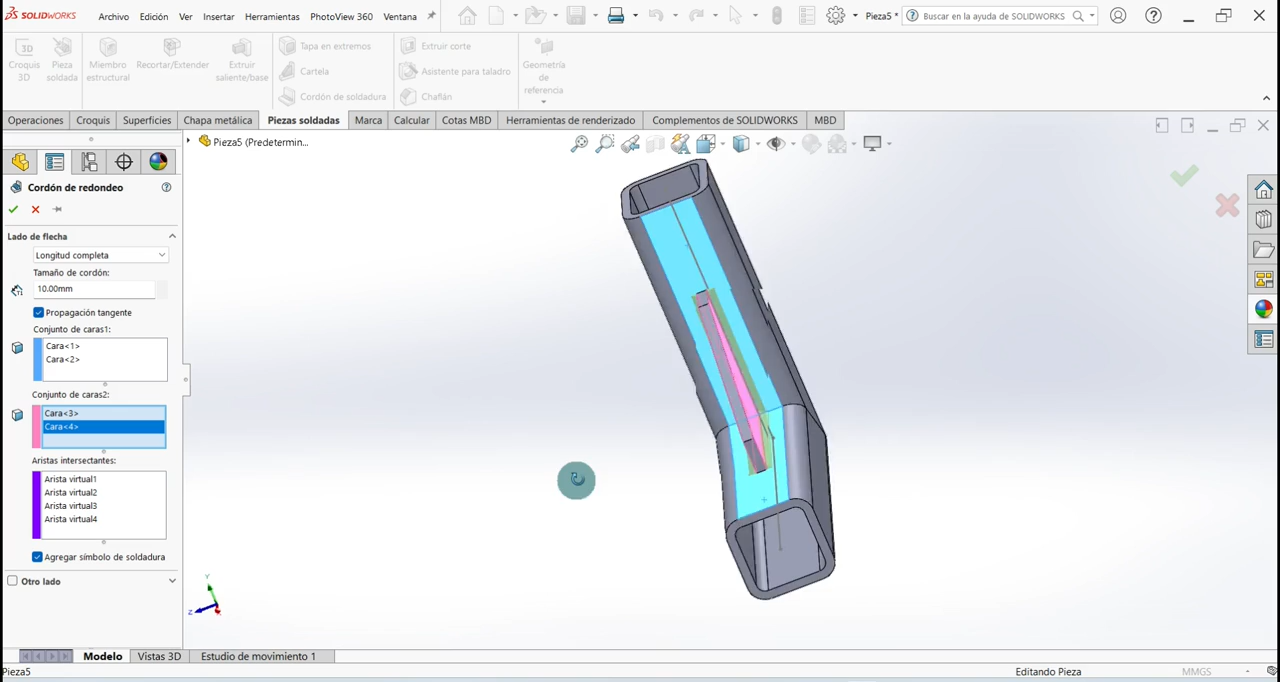 SOLIDWORKS Archivo Edición Ver Insertar Herramientas PhotoView 360 Ventana Pieza5 * Buscar en la ayuda de SOLIDWORKS
Croquis 3D
Pieza soldada
Miembro estructural
Recortar/Extender
Extruir saliente/base
Tapa en extremos
Cartela
Cordón de soldadura
Extruir corte
Asistente para taladro
Chaflán
Geometría de referencia
Operaciones Croquis Superficies Chapa metálica Piezas soldadas Marca Calcular Cotas MBD Herramientas de renderizado Complementos de SOLIDWORKS MBD
Pieza5 (Predetermin...
Cordón de redondeo
Lado de flecha
Longitud completa
Tamaño de cordón:
10.00mm
Propagación tangente
Conjunto de caras1:
Cara<1>
Cara<2>
Conjunto de caras2:
Cara<3>
Cara<4>
Aristas intersectantes:
Arista virtual1
Arista virtual2
Arista virtual3
Arista virtual4
Agregar símbolo de soldadura
Otro lado
Y
Z
Modelo Vistas 3D Estudio de movimiento 1
Pieza5 Editando Pieza MMGS -